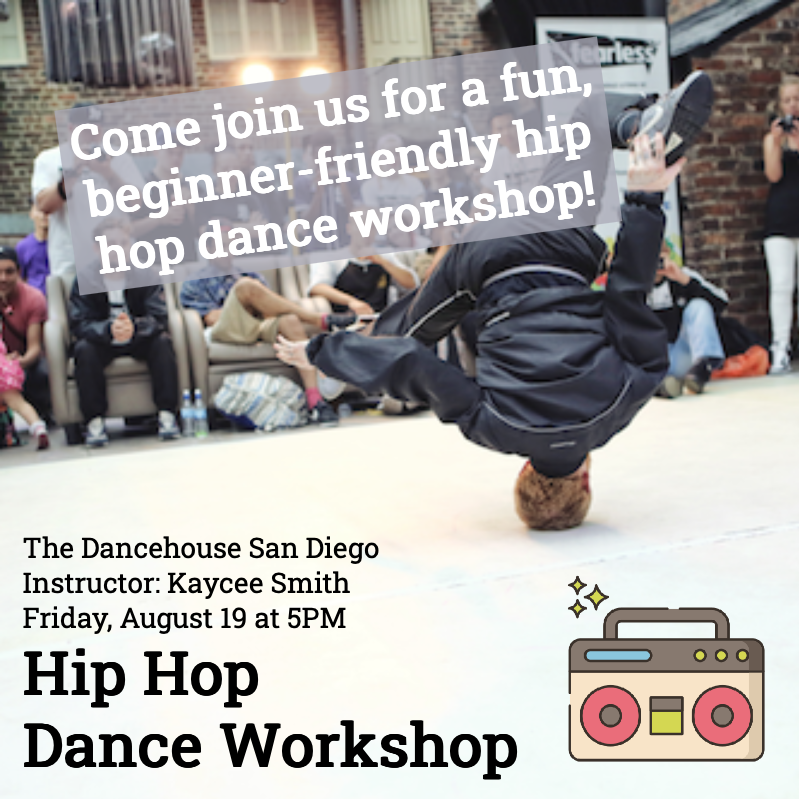 fearless
Come join us for a fun,
beginner-friendly hip
hop dance workshop!
The Dancehouse San Diego
Instructor: Kaycee Smith
Friday, August 19 at 5PM
Hip Hop
Dance Workshop